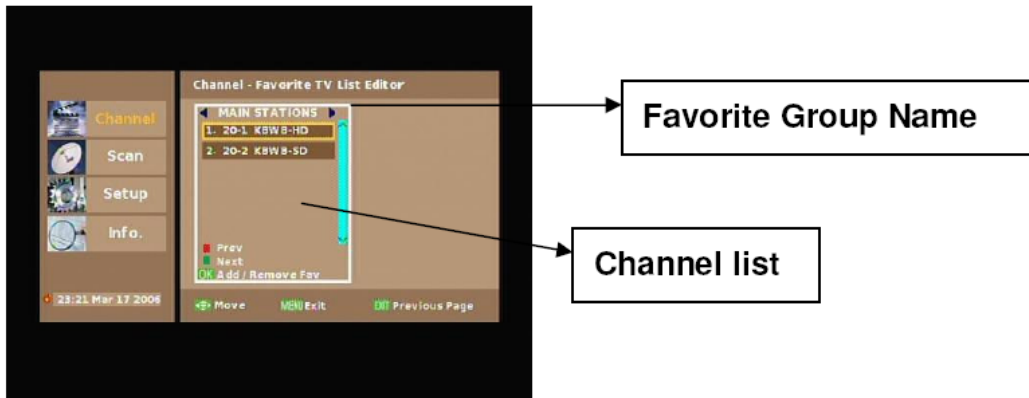 Channel - Favorite TV List Editor
MAIN STATIONS
1. 20-1 KBWB-HD
2. 20-2 KBWB-SD
Channel
Scan
Setup
Info.
Prev
Next
OK Add / Remove Fav
23:21 Mar 17 2006
Move
MENU Exit
EXIT Previous Page
Favorite Group Name
Channel list